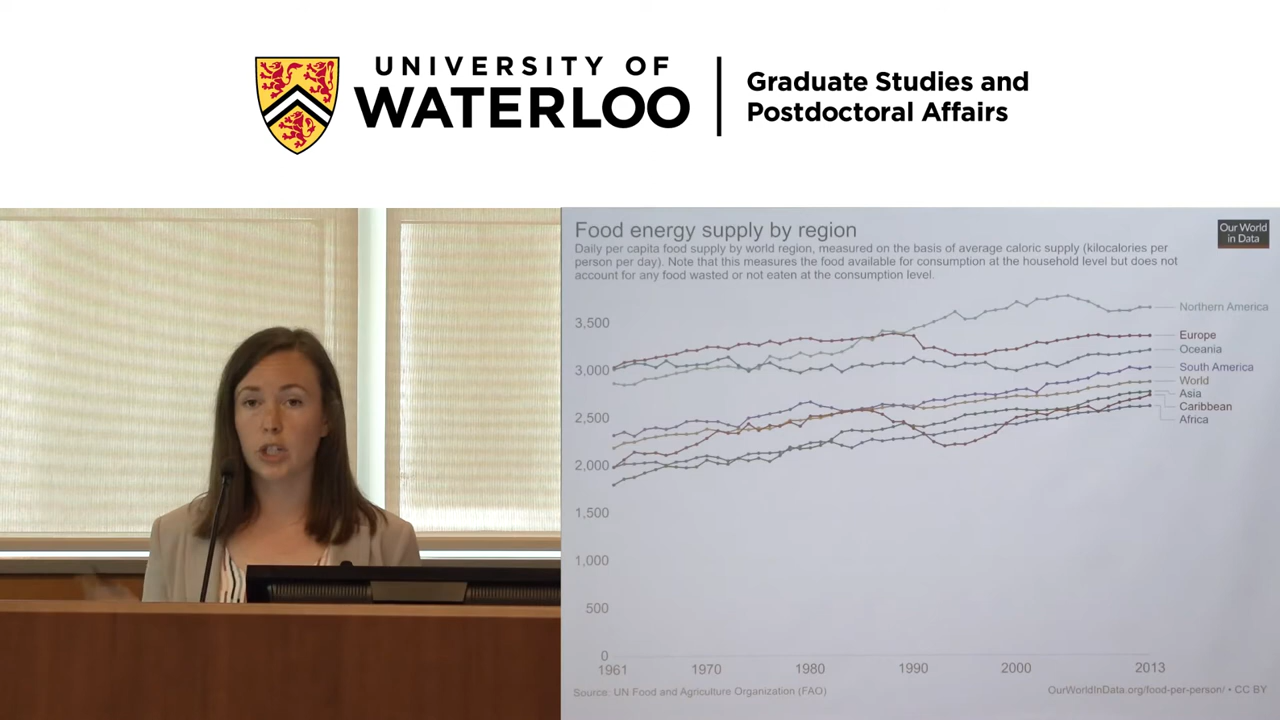 UNIVERSITY OF
WATERLOO
Graduate Studies and
Postdoctoral Affairs
Food energy supply by region
Our World
in Data
Daily per capita food supply by world region, measured on the basis of average caloric supply (kilocalories per
person per day). Note that this measures the food available for consumption at the household level but does not
account for any food wasted or not eaten at the consumption level.
3,500
3,000
2,500
2,000
1,500
1,000
500
0
Northern America
Europe
Oceania
South America
World
Asia
Caribbean
Africa
1961
1970
1980
1990
2000
2013
Source: UN Food and Agriculture Organization (FAO)
OurWorldInData.org/food-per-person/ • CC BY